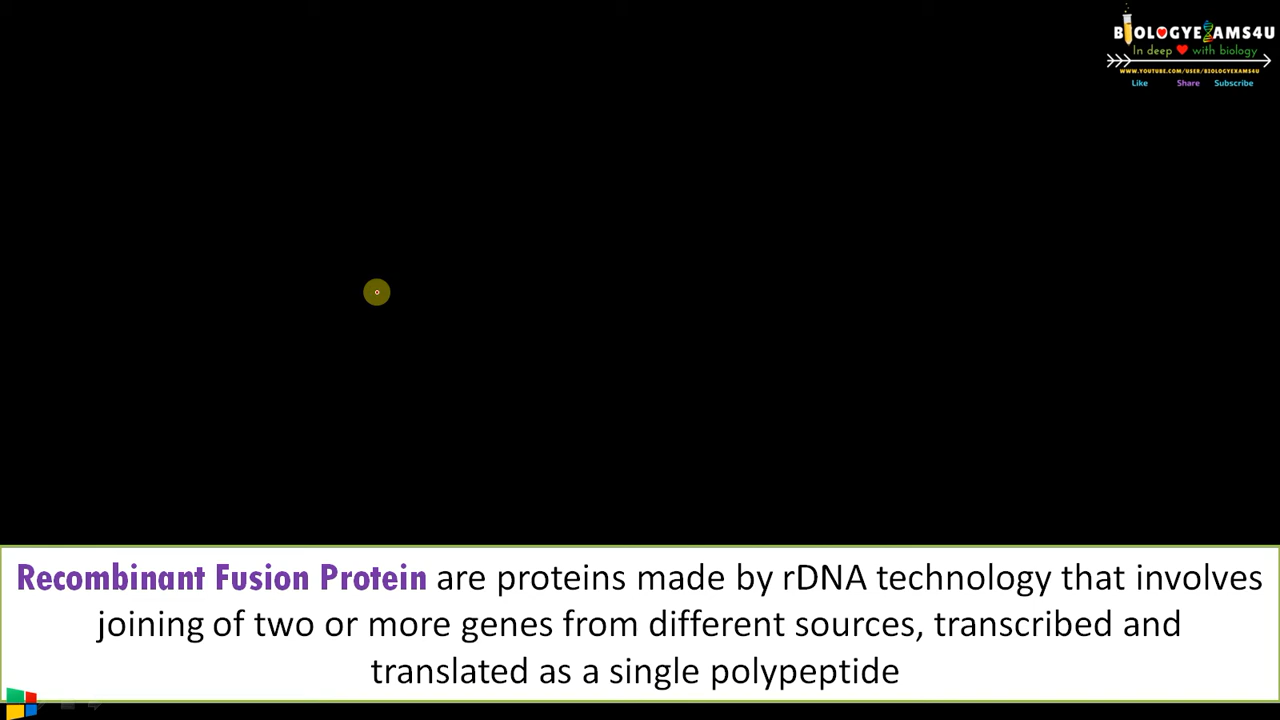 BIOLOGYEXAMS4U
In deep ❤ with biology
WWW.YOUTUBE.COM/USER/BIOLOGYEXAMS4U
Like Share Subscribe
Recombinant Fusion Protein are proteins made by rDNA technology that involves
joining of two or more genes from different sources, transcribed and
translated as a single polypeptide